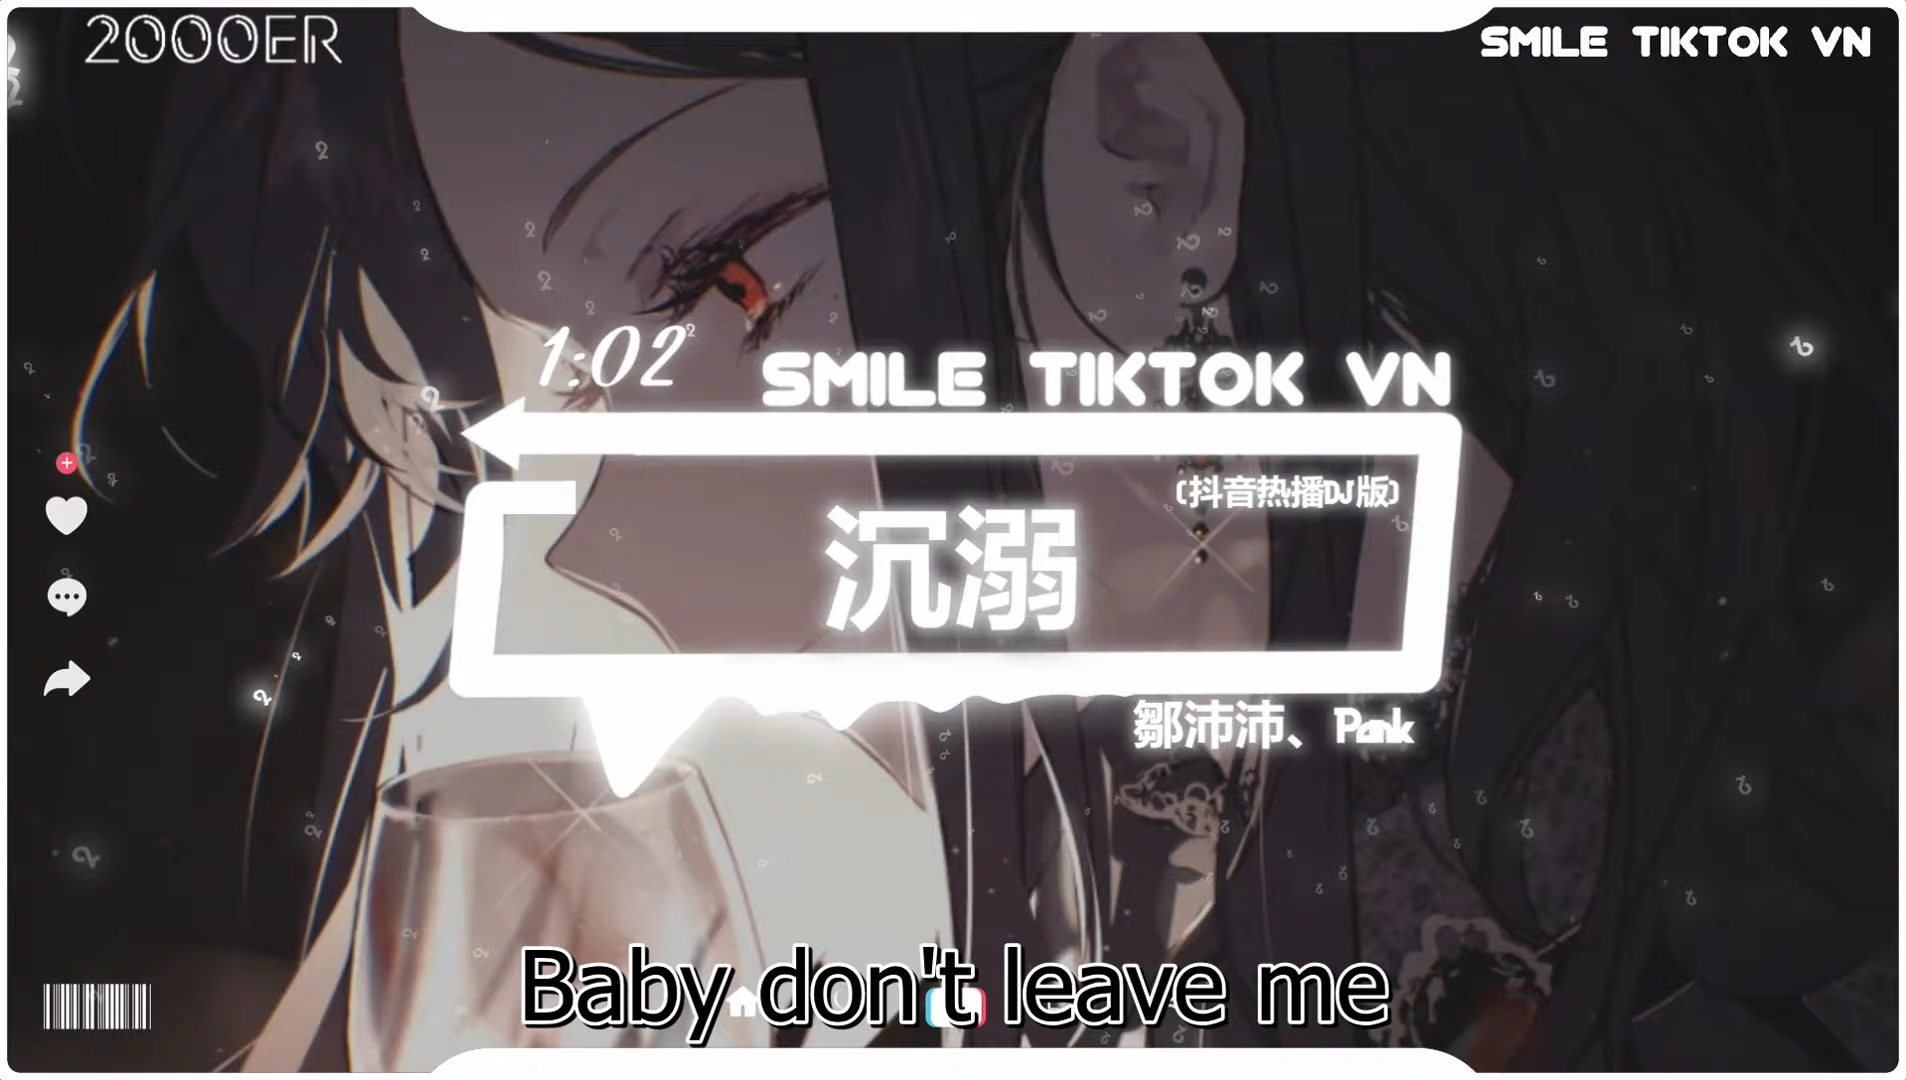 2000ER
SMILE TIKTOK VN
1:02
SMILE TIKTOK VN
(抖音热播DJ版)
沉溺
鄒沛沛、Pank
Baby don't leave me